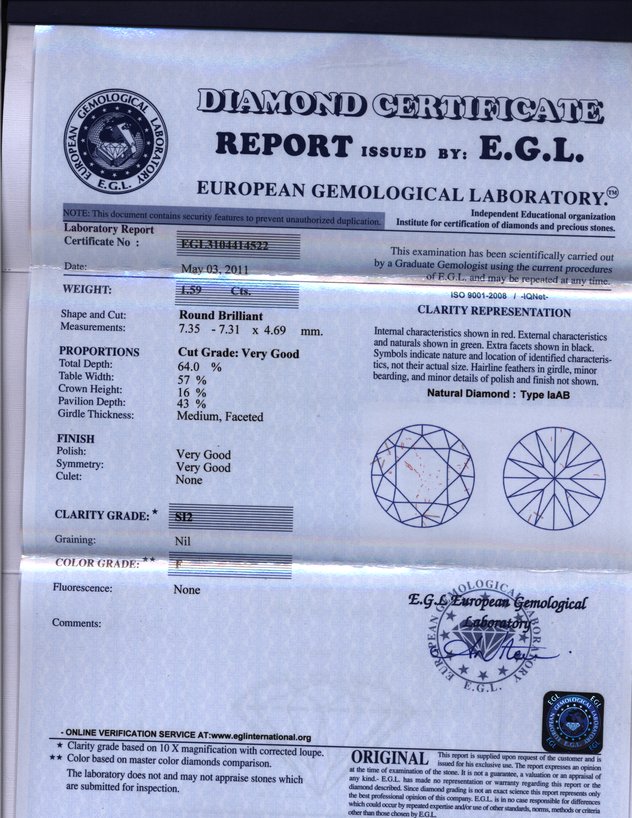 EUROPEAN GEMOLOGICAL LABORATORY
E.G.L.
DIAMOND CERTIFICATE
REPORT ISSUED BY: E.G.L.
EUROPEAN GEMOLOGICAL LABORATORY.™
NOTE: This document contains security features to prevent unauthorized duplication.
Independent Educational organization
Institute for certification of diamonds and precious stones.
Laboratory Report
Certificate No : EGL3104414522
Date: May 03, 2011
WEIGHT: 1.59 Cts.
This examination has been scientifically carried out
by a Graduate Gemologist using the current procedures
of E.G.L. and may be repeated at any time.
ISO 9001-2008 / -IQNet-
CLARITY REPRESENTATION
Shape and Cut: Round Brilliant
Measurements: 7.35 - 7.31 x 4.69 mm.
Internal characteristics shown in red. External characteristics
and naturals shown in green. Extra facets shown in black.
Symbols indicate nature and location of identified characteris-
tics, not their actual size. Hairline feathers in girdle, minor
bearding, and minor details of polish and finish not shown.
Natural Diamond : Type IaAB
PROPORTIONS Cut Grade: Very Good
Total Depth: 64.0 %
Table Width: 57 %
Crown Height: 16 %
Pavilion Depth: 43 %
Girdle Thickness: Medium, Faceted
FINISH
Polish: Very Good
Symmetry: Very Good
Culet: None
CLARITY GRADE: * SI2
Graining: Nil
COLOR GRADE: ** F
Fluorescence: None
Comments:
E.G.L European Gemological
Laboratory
EUROPEAN GEMOLOGICAL LABORATORY
E.G.L.
- ONLINE VERIFICATION SERVICE AT:www.eglinternational.org
* Clarity grade based on 10 X magnification with corrected loupe.
** Color based on master color diamonds comparison.
The laboratory does not and may not appraise stones which
are submitted for inspection.
EGL EGL
EUROPEAN GEMOLOGICAL LABORATORY
E.G.L.
ORIGINAL This report is supplied upon request of the customer and is
issued for his exclusive use. The report expresses an opinion
at the time of examination of the stone. It is not a guarantee, a valuation or an appraisal of
any kind.- E.G.L. has made no representation or warranty regarding this report or the
diamond described. Since diamond grading is not an exact science this report represents only
the best professional opinion of this company. E.G.L. is in no case responsible for differences
which could occur by repeated expertise and/or use of other standards, norms, methods or criteria
other than those chosen by E.G.L.